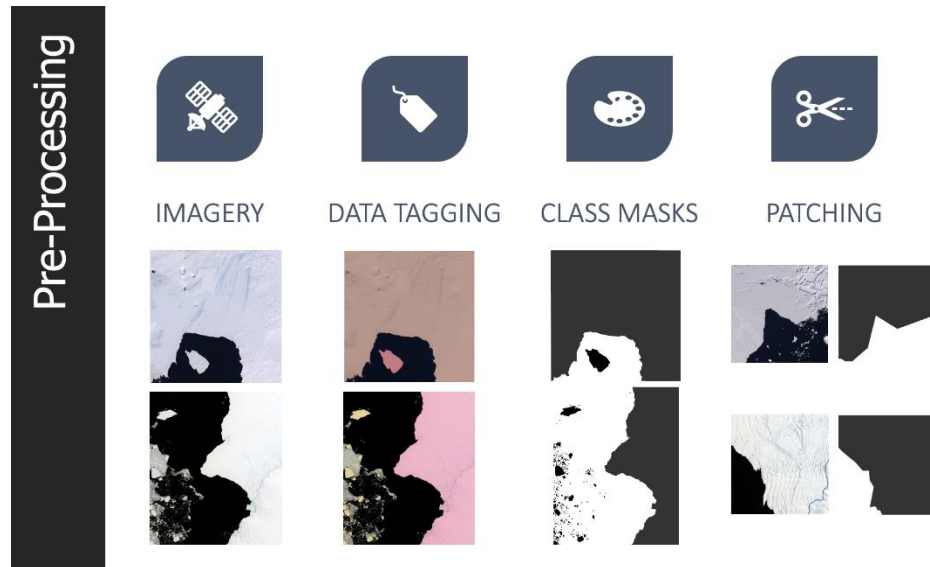 Pre-Processing
IMAGERY
DATA TAGGING
CLASS MASKS
PATCHING